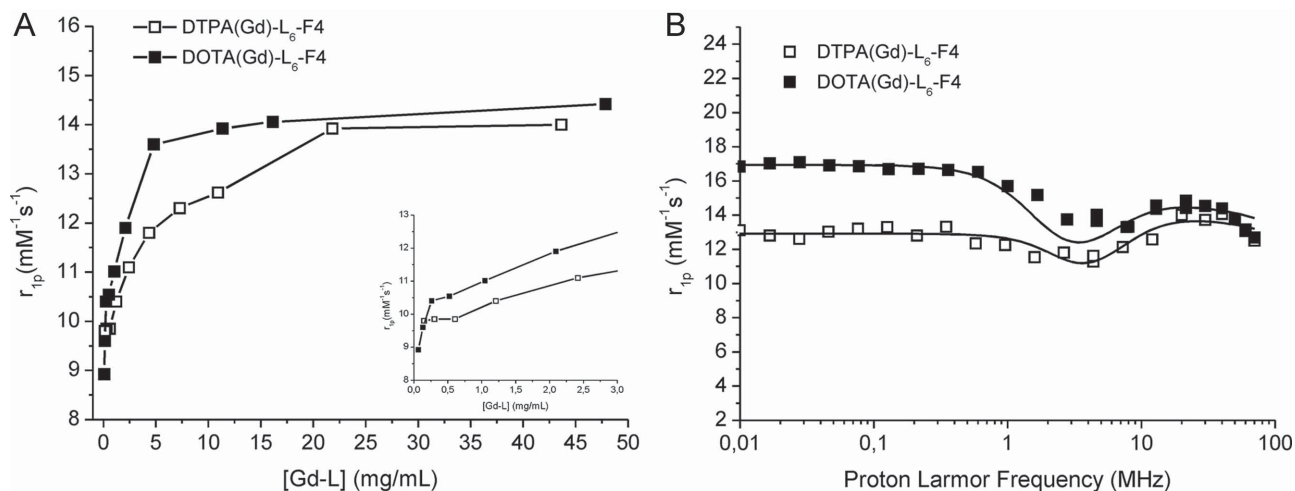 A
DTPA(Gd)-L6-F4
DOTA(Gd)-L6-F4
r1p(mM-1s-1)
16
15
14
13
12
11
10
9
8
0 5 10 15 20 25 30 35 40 45 50
[Gd-L] (mg/mL)
r1p(mM-1s-1)
13
12
11
10
9
8
0,0 0,5 1,0 1,5 2,0 2,5 3,0
[Gd-L] (mg/mL)
B
DTPA(Gd)-L6-F4
DOTA(Gd)-L6-F4
r1p (mM-1s-1)
24
22
20
18
16
14
12
10
8
6
4
2
0,01 0,1 1 10 100
Proton Larmor Frequency (MHz)